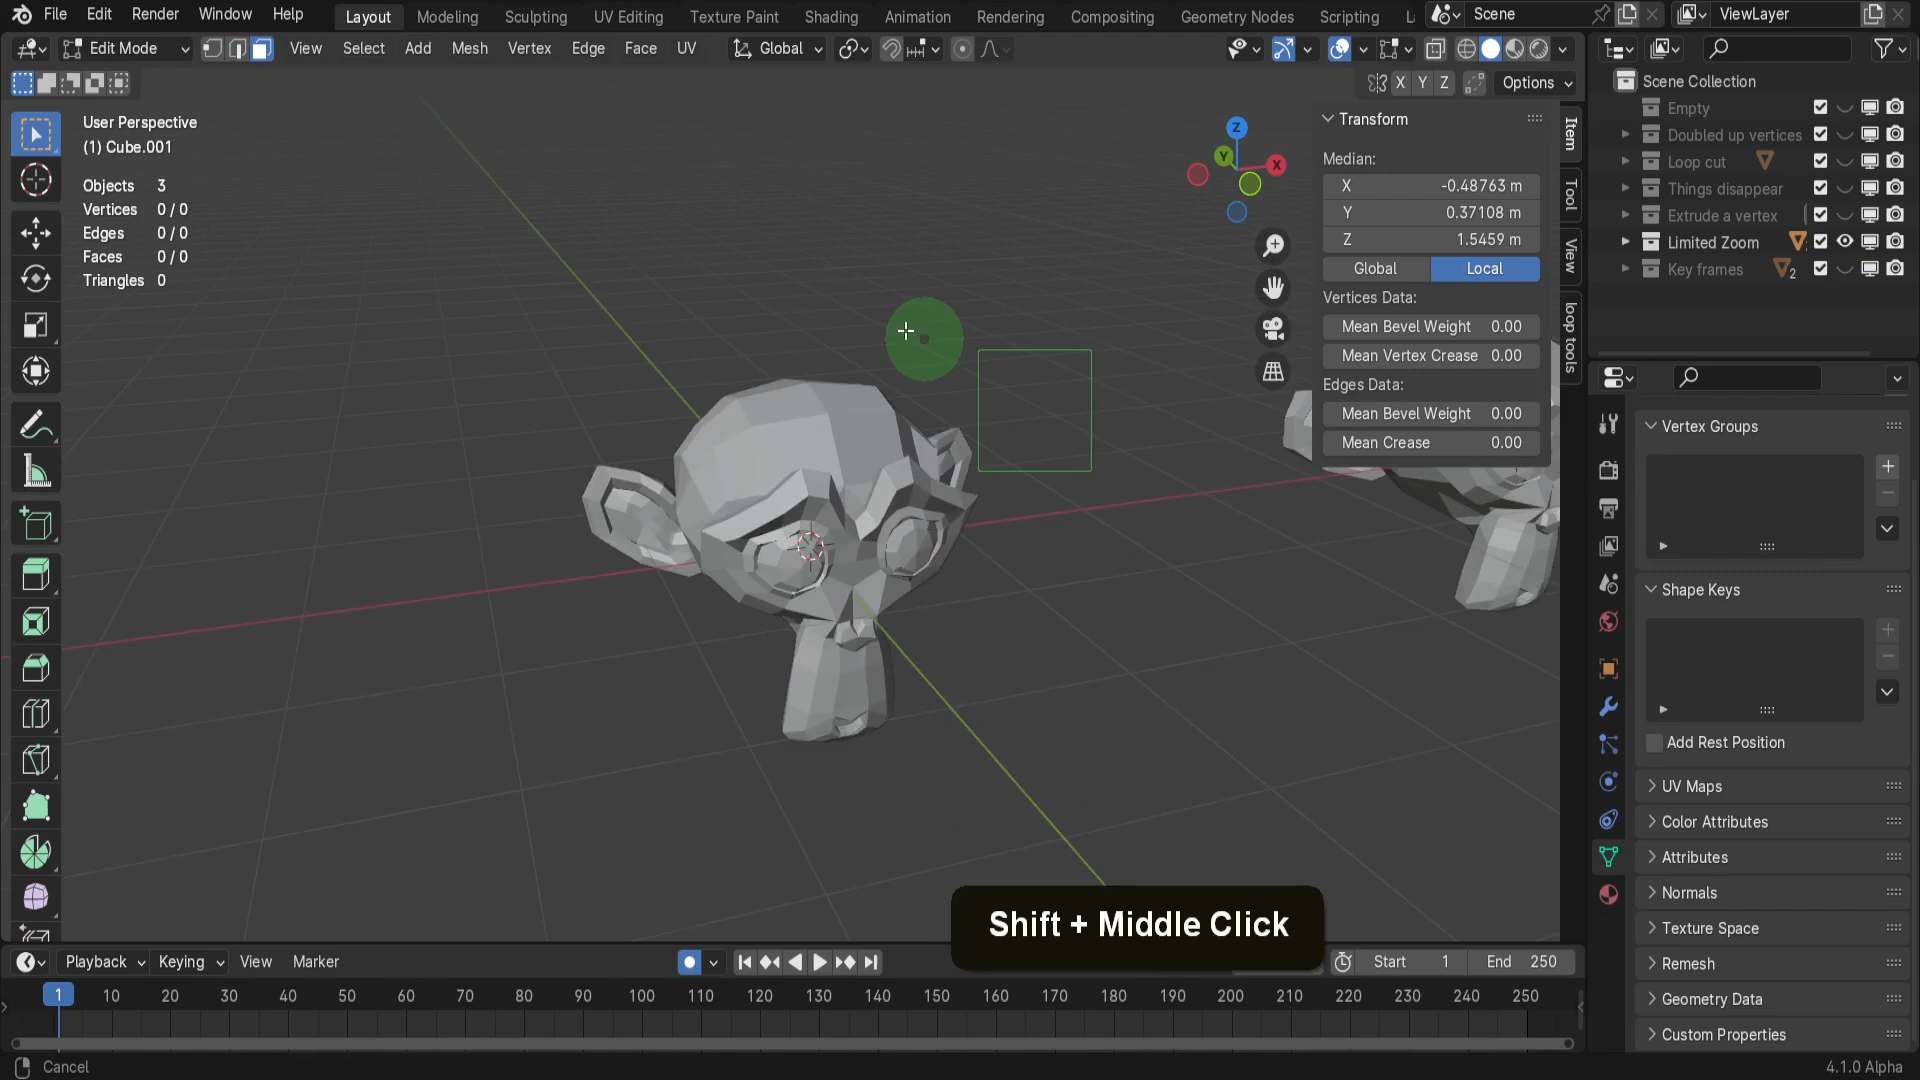 File Edit Render Window Help Layout Modeling Sculpting UV Editing Texture Paint Shading Animation Rendering Compositing Geometry Nodes Scripting Scene ViewLayer
Edit Mode View Select Add Mesh Vertex Edge Face UV Global
X Y Z Options
User Perspective
(1) Cube.001
Objects 3
Vertices 0 / 0
Edges 0 / 0
Faces 0 / 0
Triangles 0
Z
Y
X
Transform
Median:
X -0.48763 m
Y 0.37108 m
Z 1.5459 m
Global Local
Vertices Data:
Mean Bevel Weight 0.00
Mean Vertex Crease 0.00
Edges Data:
Mean Bevel Weight 0.00
Mean Crease 0.00
Item
Tool
View
loop tools
Scene Collection
Empty
Doubled up vertices
Loop cut
Things disappear
Extrude a vertex
Limited Zoom
Key frames 2
Vertex Groups
Shape Keys
Add Rest Position
UV Maps
Color Attributes
Attributes
Normals
Texture Space
Remesh
Geometry Data
Custom Properties
Shift + Middle Click
Playback Keying View Marker Start 1 End 250
1 10 20 30 40 50 60 70 80 90 100 110 120 130 140 150 160 170 180 190 200 210 220 230 240 250
Cancel 4.1.0 Alpha